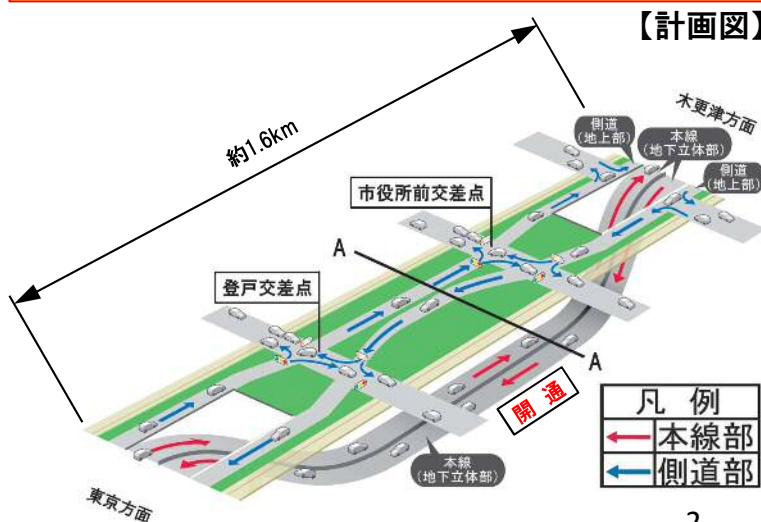 【計画図】
約1.6km
木更津方面
側道
(地上部)
本線
(地下立体部)
側道
(地上部)
市役所前交差点
A
登戸交差点
A
開通
本線
(地下立体部)
東京方面
凡 例
本線部
側道部
2